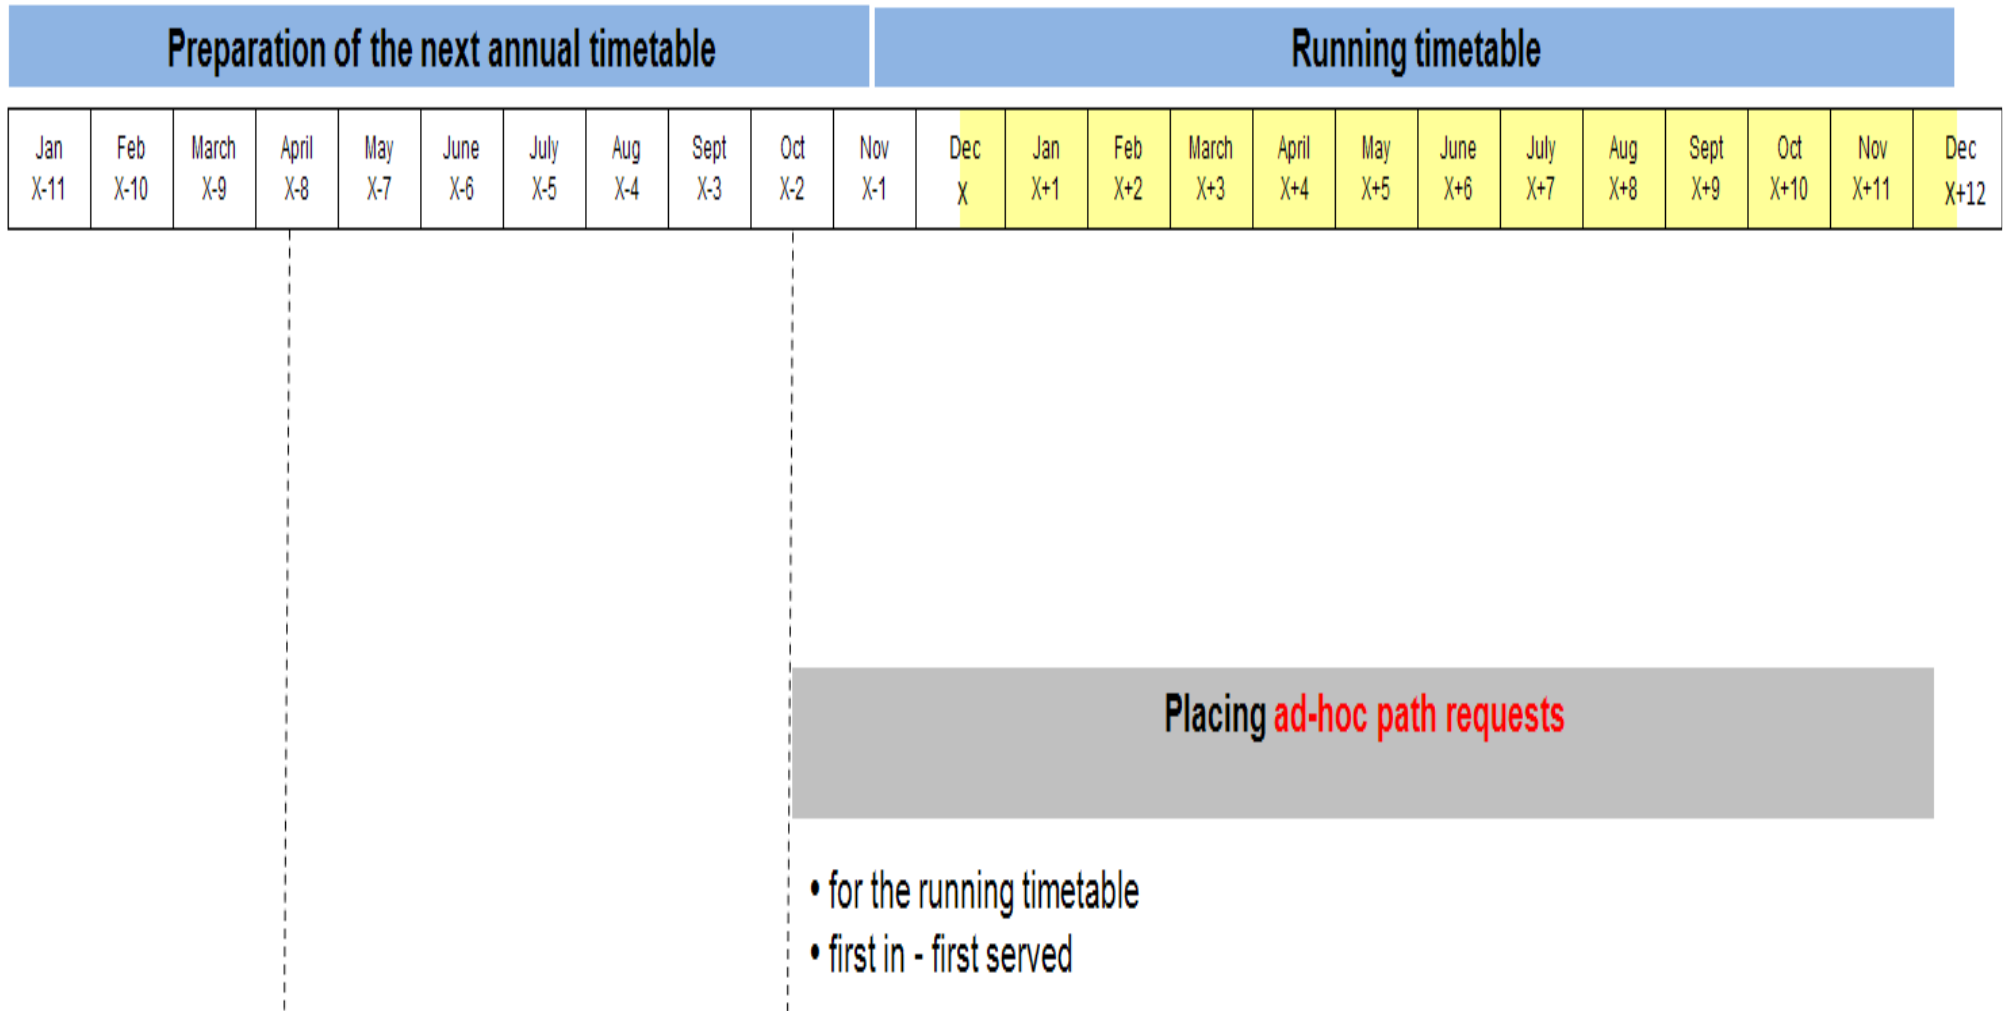 Preparation of the next annual timetable
Running timetable
Jan Feb March April May June July Aug Sept Oct Nov Dec Jan Feb March April May June July Aug Sept Oct Nov Dec
X-11 X-10 X-9 X-8 X-7 X-6 X-5 X-4 X-3 X-2 X-1 X X+1 X+2 X+3 X+4 X+5 X+6 X+7 X+8 X+9 X+10 X+11 X+12
Placing ad-hoc path requests
• for the running timetable
• first in - first served